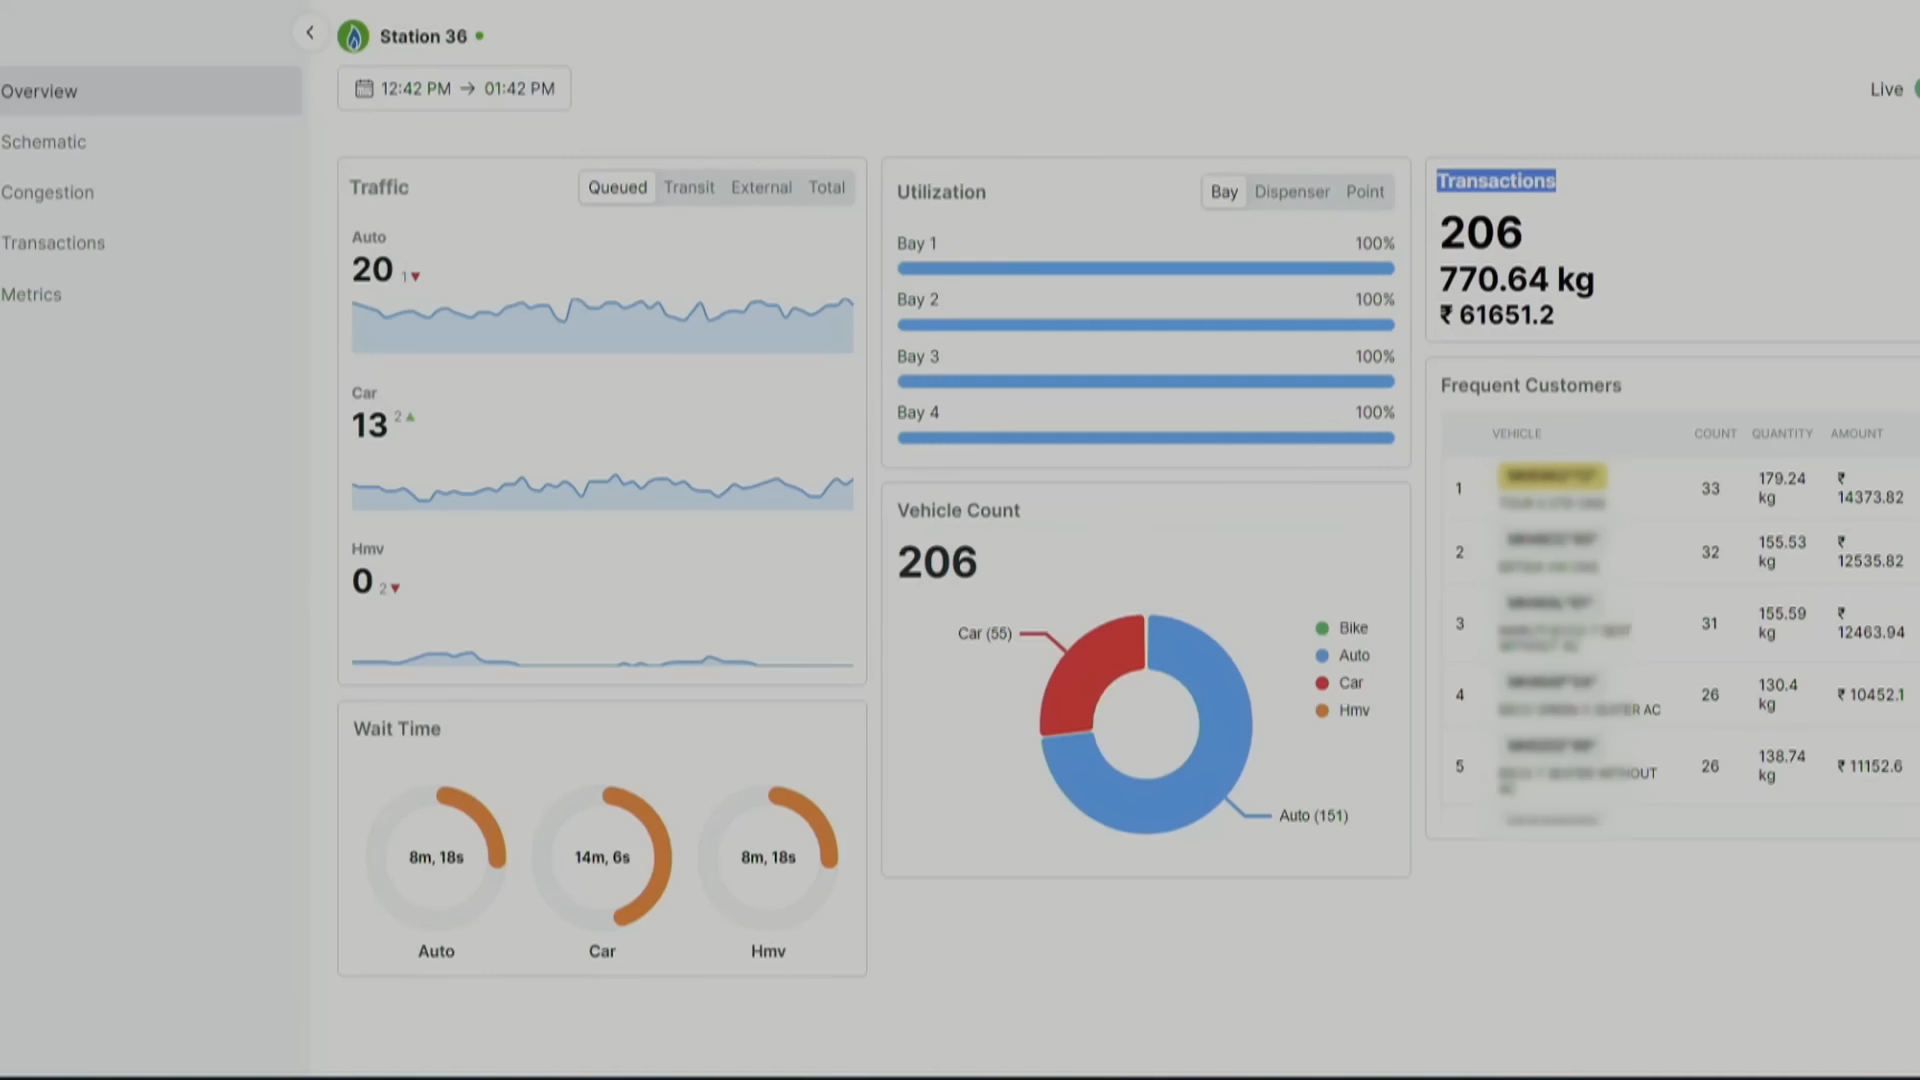 Station 36
12:42 PM → 01:42 PM
Live
Overview
Schematic
Congestion
Transactions
Metrics
Traffic
Queued Transit External Total
Auto
20 1▼
Car
13 2▲
Hmv
0 2▼
Wait Time
8m, 18s
14m, 6s
8m, 18s
Auto
Car
Hmv
Utilization
Bay Dispenser Point
Bay 1 100%
Bay 2 100%
Bay 3 100%
Bay 4 100%
Vehicle Count
206
Car (55)
Auto (151)
Bike
Auto
Car
Hmv
Transactions
206
770.64 kg
₹ 61651.2
Frequent Customers
VEHICLE COUNT QUANTITY AMOUNT
1 33 179.24 kg ₹ 14373.82
2 32 155.53 kg ₹ 12535.82
3 31 155.59 kg ₹ 12463.94
4 AC 26 130.4 kg ₹ 10452.1
5 26 138.74 kg ₹ 11152.6